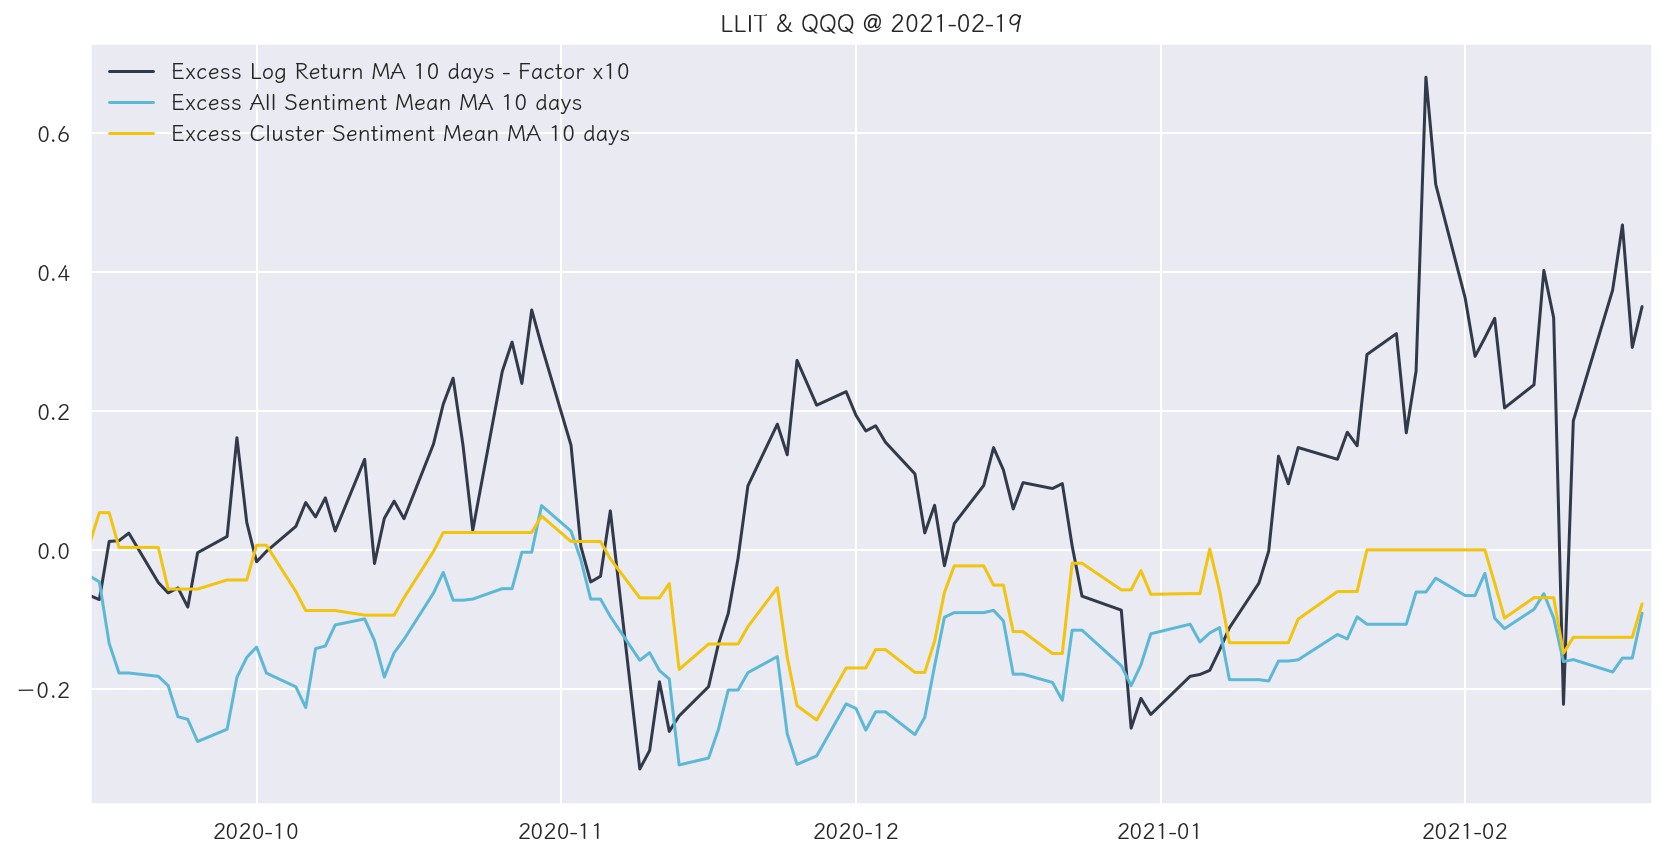 LLIT & QQQ @ 2021-02-19
Excess Log Return MA 10 days - Factor x10
Excess All Sentiment Mean MA 10 days
Excess Cluster Sentiment Mean MA 10 days
0.6
0.4
0.2
0.0
−0.2
2020-10 2020-11 2020-12 2021-01 2021-02